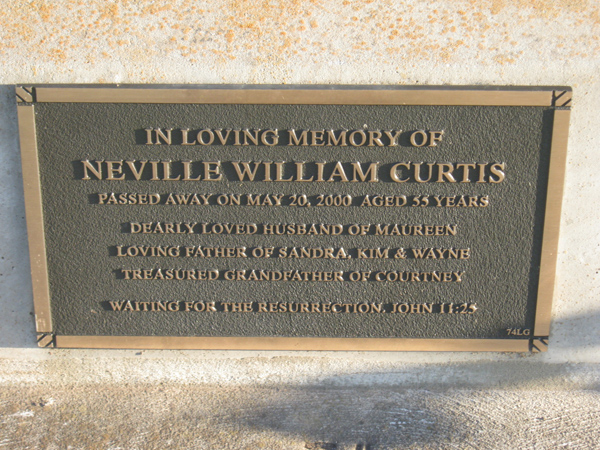 IN LOVING MEMORY OF
NEVILLE WILLIAM CURTIS
PASSED AWAY ON MAY 20, 2000 AGED 55 YEARS
DEARLY LOVED HUSBAND OF MAUREEN
LOVING FATHER OF SANDRA, KIM & WAYNE
TREASURED GRANDFATHER OF COURTNEY
WAITING FOR THE RESURRECTION, JOHN 11:25
74LG